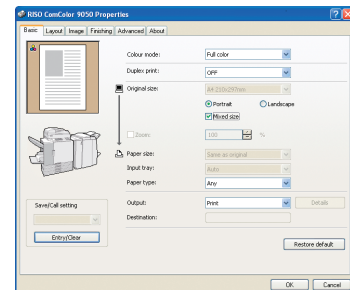 RISO ComColor 9050 Properties
Basic Layout Image Finishing Advanced About
Colour mode: Full color
Duplex print: OFF
Original size: A4 210x297mm
Portrait Landscape
Mixed size
Zoom: 100 %
Paper size: Same as original
Input tray: Auto
Paper type: Any
Save/Call setting
Output: Print Details
Destination:
Entry/Clear
Restore default
OK Cancel